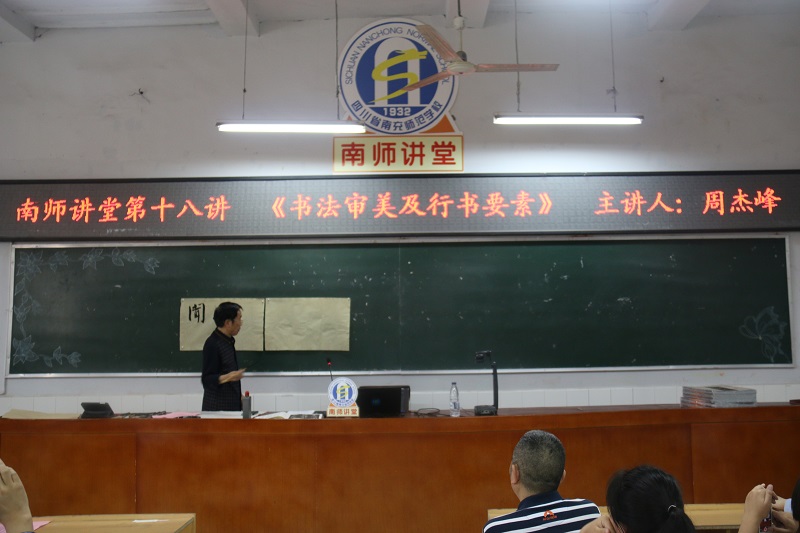 SICHUAN NANCHONG NORMAL SCHOOL
1932
四川省南充师范学校
南师讲堂
南师讲堂第十八讲 《书法审美及行书要素》 主讲人：周杰峰
闻
南师讲堂